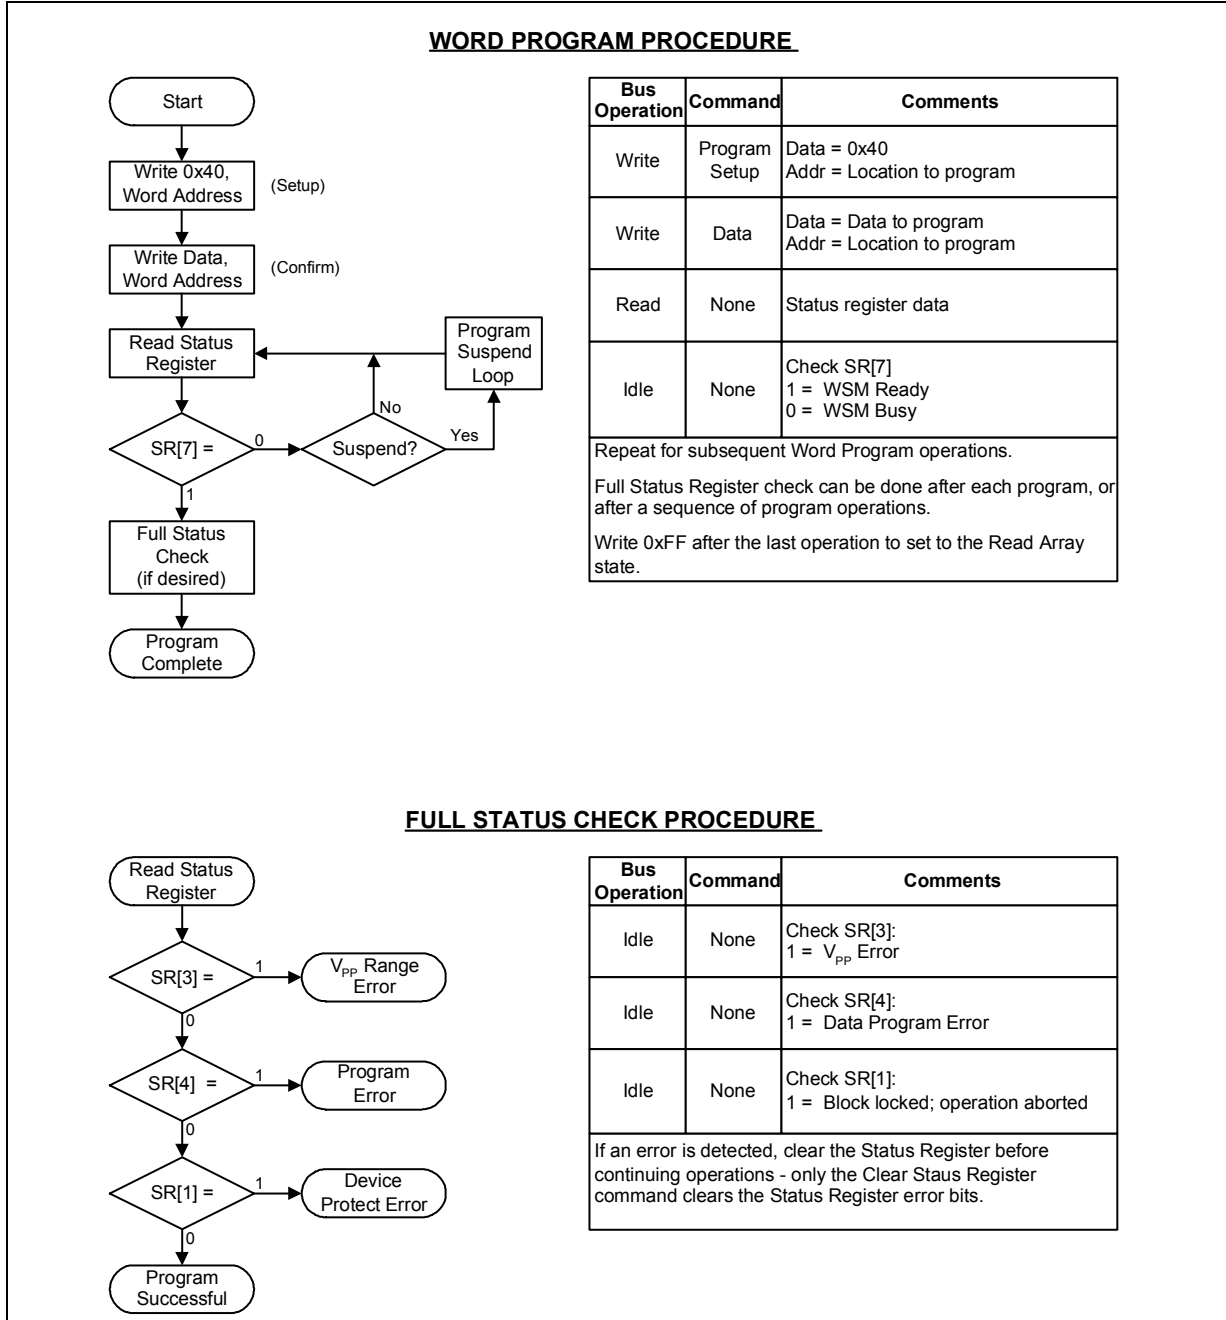 WORD PROGRAM PROCEDURE
Start
Write 0x40,
Word Address
(Setup)
Write Data,
Word Address
(Confirm)
Read Status
Register
Program
Suspend
Loop
No
SR[7] =
0
Suspend?
Yes
1
Full Status
Check
(if desired)
Program
Complete
Bus
Operation
Command
Comments
Write
Program
Setup
Data = 0x40
Addr = Location to program
Write
Data
Data = Data to program
Addr = Location to program
Read
None
Status register data
Idle
None
Check SR[7]
1 = WSM Ready
0 = WSM Busy
Repeat for subsequent Word Program operations.
Full Status Register check can be done after each program, or
after a sequence of program operations.
Write 0xFF after the last operation to set to the Read Array
state.
FULL STATUS CHECK PROCEDURE
Read Status
Register
SR[3] =
1
VPP Range
Error
0
SR[4] =
1
Program
Error
0
SR[1] =
1
Device
Protect Error
0
Program
Successful
Bus
Operation
Command
Comments
Idle
None
Check SR[3]:
1 = VPP Error
Idle
None
Check SR[4]:
1 = Data Program Error
Idle
None
Check SR[1]:
1 = Block locked; operation aborted
If an error is detected, clear the Status Register before
continuing operations - only the Clear Staus Register
command clears the Status Register error bits.